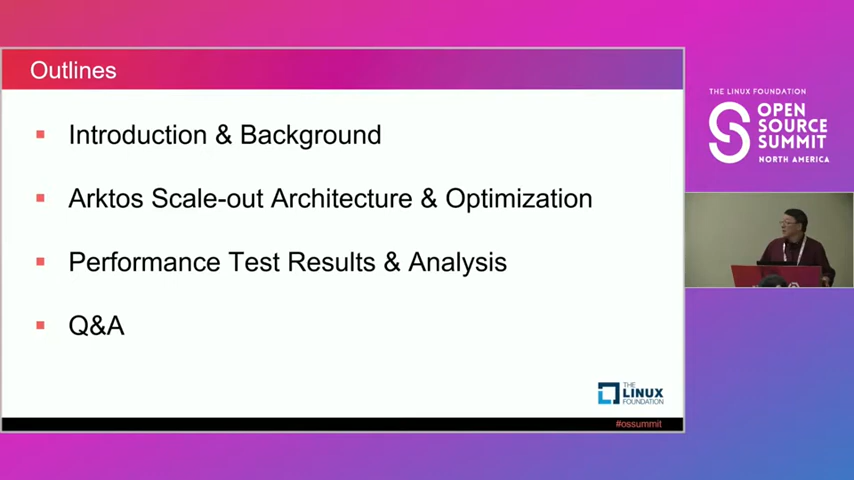 Outlines
Introduction & Background
Arktos Scale-out Architecture & Optimization
Performance Test Results & Analysis
Q&A
THE
LINUX
FOUNDATION
#ossummit
THE LINUX FOUNDATION
OPEN
SOURCE
SUMMIT
NORTH AMERICA